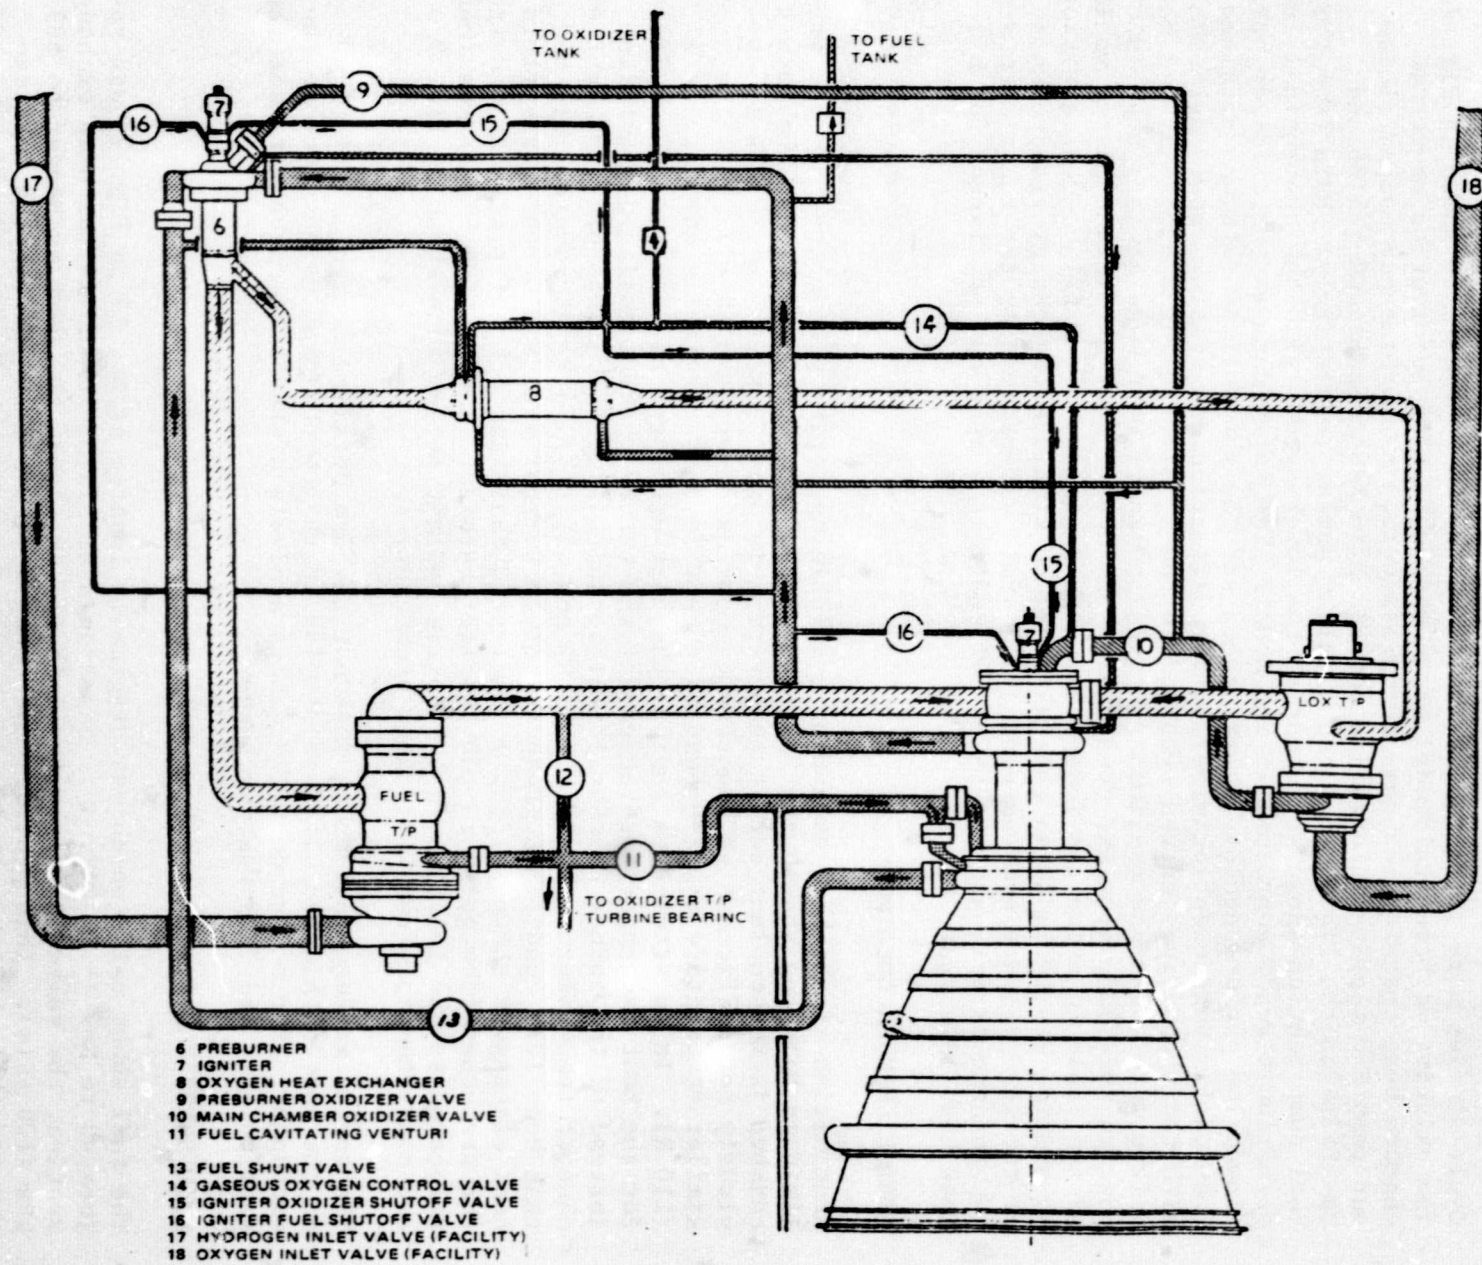 TO OXIDIZER
TANK
TO FUEL
TANK
9
16
7
15
17
18
6
14
8
15
16
7
10
LOX T/P
12
FUEL
T/P
11
TO OXIDIZER T/P
TURBINE BEARINC
13
6 PREBURNER
7 IGNITER
8 OXYGEN HEAT EXCHANGER
9 PREBURNER OXIDIZER VALVE
10 MAIN CHAMBER OXIDIZER VALVE
11 FUEL CAVITATING VENTURI
13 FUEL SHUNT VALVE
14 GASEOUS OXYGEN CONTROL VALVE
15 IGNITER OXIDIZER SHUTOFF VALVE
16 IGNITER FUEL SHUTOFF VALVE
17 HYDROGEN INLET VALVE (FACILITY)
18 OXYGEN INLET VALVE (FACILITY)